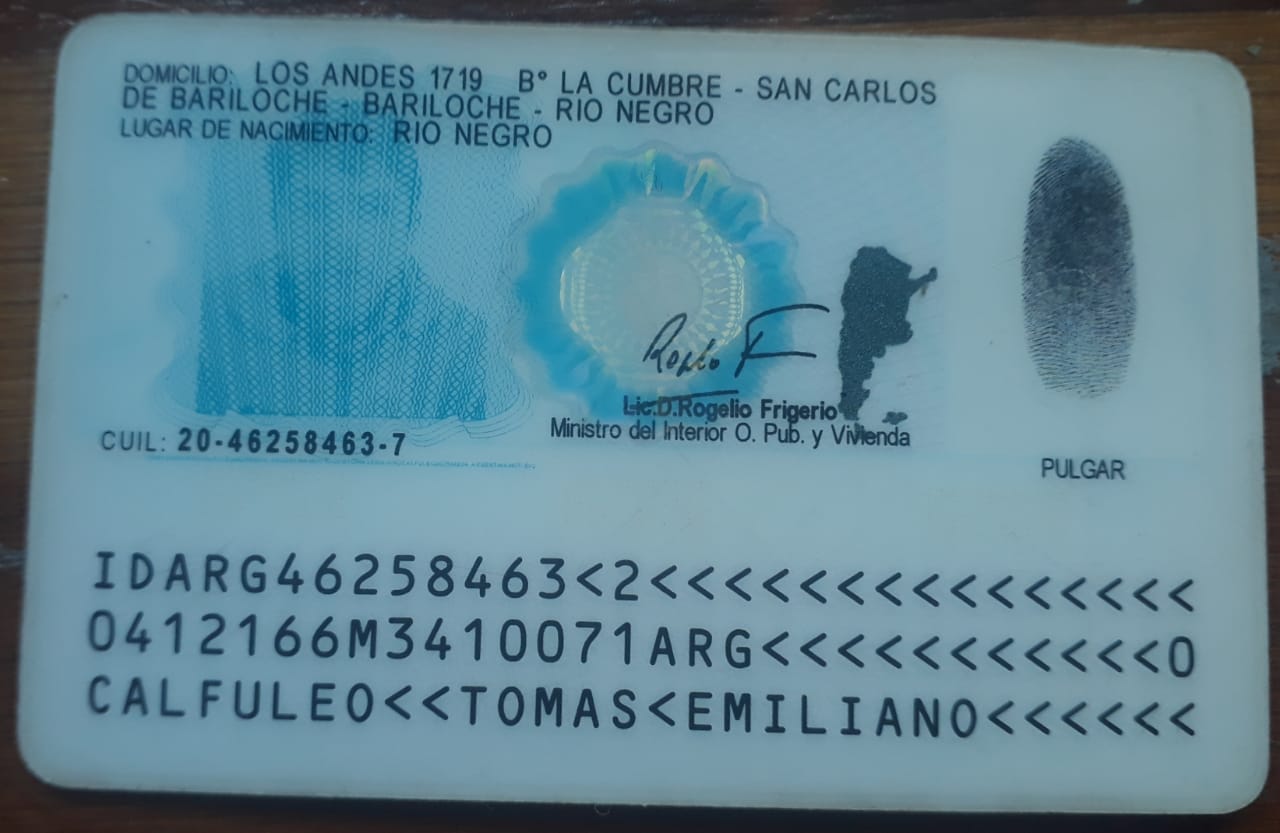 DOMICILIO: LOS ANDES 1719 Bº LA CUMBRE - SAN CARLOS
DE BARILOCHE - BARILOCHE - RIO NEGRO
LUGAR DE NACIMIENTO: RIO NEGRO
Lic.D.Rogelio Frigerio
Ministro del Interior O. Pub. y Vivienda
CUIL: 20-46258463-7
PULGAR
IDARG46258463<2<<<<<<<<<<<<<<<
0412166M3410071ARG<<<<<<<<<<<0
CALFULEO<<TOMAS<EMILIANO<<<<<<